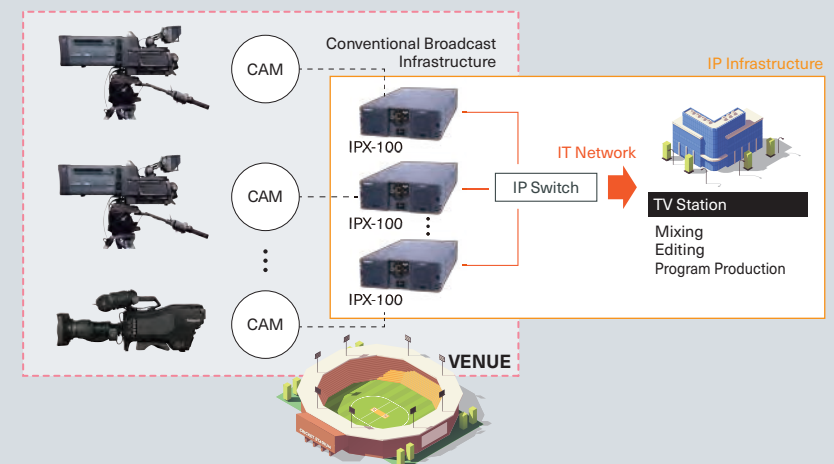 Conventional Broadcast
Infrastructure
IP Infrastructure
CAM
IPX-100
IT Network
CAM
IP Switch
IPX-100
TV Station
Mixing
Editing
Program Production
IPX-100
CAM
VENUE